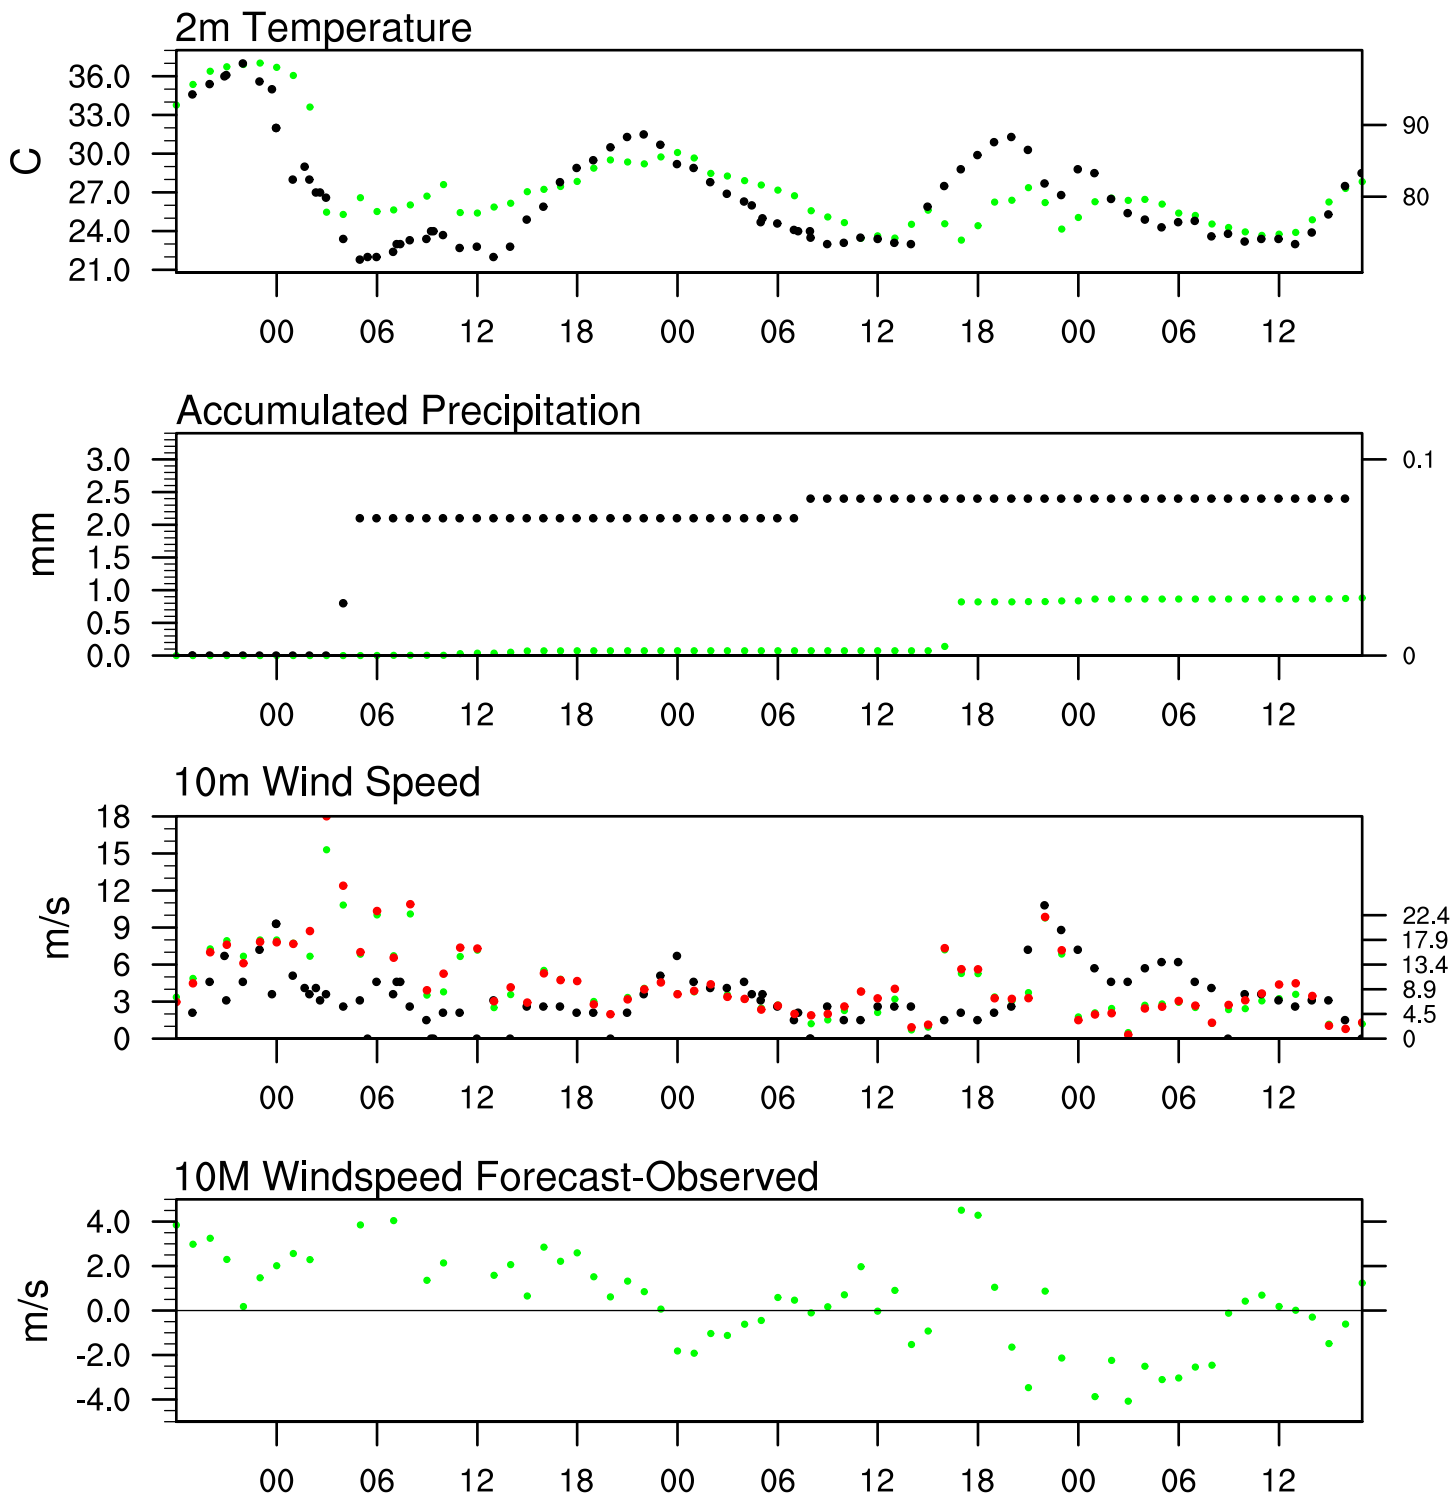 2m Temperature
36.0
33.0
30.0
27.0
24.0
21.0
C
90
80
00 06 12 18 00 06 12 18 00 06 12
Accumulated Precipitation
3.0
2.5
2.0
1.5
1.0
0.5
0.0
mm
0.1
0
00 06 12 18 00 06 12 18 00 06 12
10m Wind Speed
18
15
12
9
6
3
0
m/s
22.4
17.9
13.4
8.9
4.5
0
00 06 12 18 00 06 12 18 00 06 12
10M Windspeed Forecast-Observed
4.0
2.0
0.0
-2.0
-4.0
m/s
00 06 12 18 00 06 12 18 00 06 12